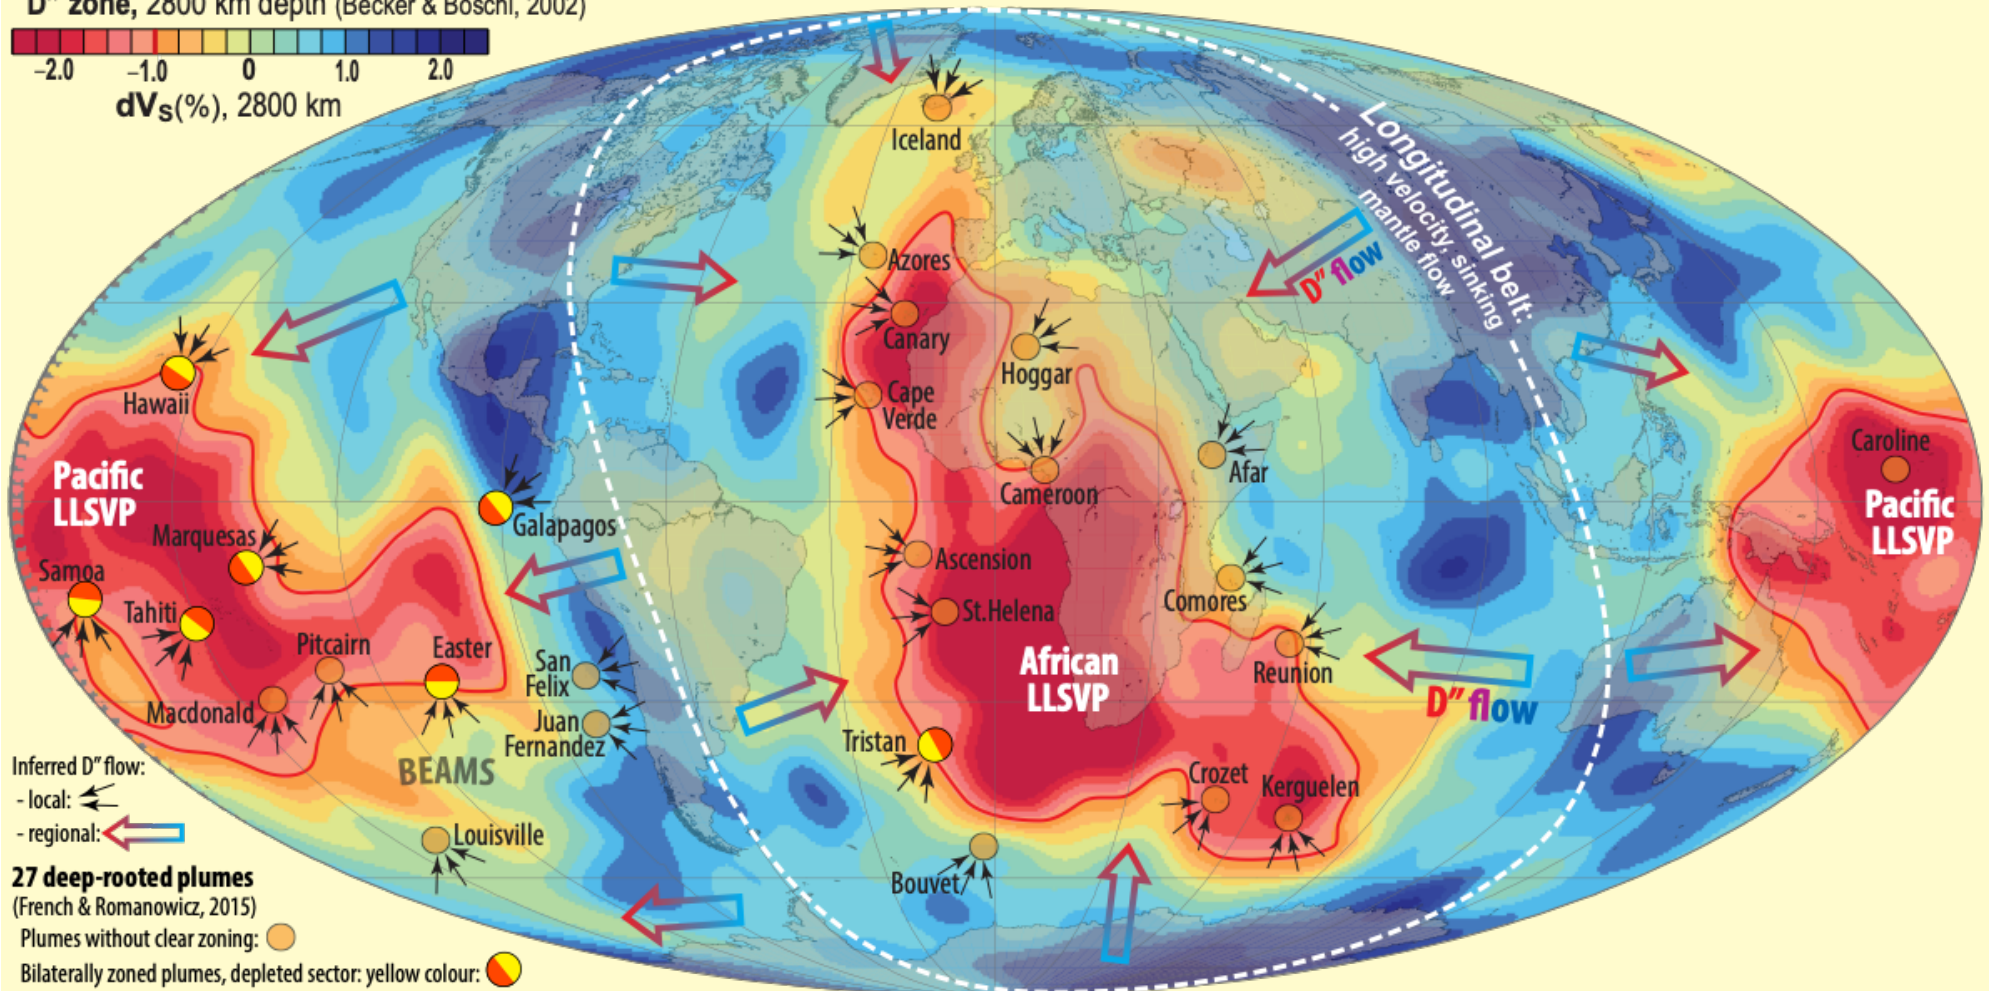 D" zone, 2800 km depth (Becker & Boschi, 2002)
−2.0 −1.0 0 1.0 2.0
dVs(%), 2800 km
Iceland
Longitudinal belt:
high velocity, sinking
mantle flow
Azores
D" flow
Canary
Hoggar
Hawaii
Cape
Verde
Caroline
Pacific
LLSVP
Cameroon
Afar
Pacific
LLSVP
Galapagos
Marquesas
Ascension
Samoa
Comores
Tahiti
St.Helena
Pitcairn
Easter
San
Felix
African
LLSVP
Reunion
Macdonald
Juan
Fernandez
D" flow
Tristan
BEAMS
Crozet
Kerguelen
Inferred D" flow:
- local:
- regional:
Louisville
Bouvet
27 deep-rooted plumes
(French & Romanowicz, 2015)
Plumes without clear zoning:
Bilaterally zoned plumes, depleted sector: yellow colour: